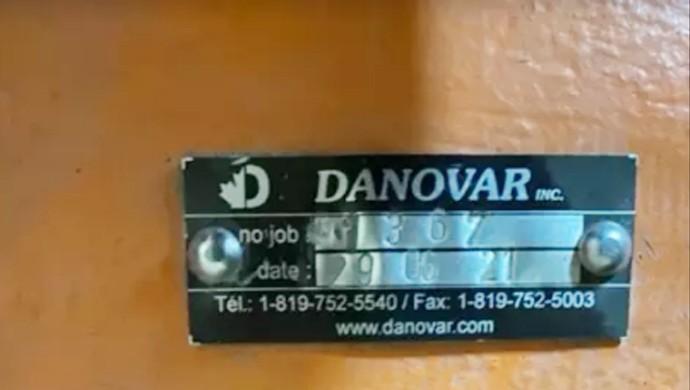 D DANOVAR INC.
no job : 362
date : 29 06 21
Tél.: 1-819-752-5540 / Fax: 1-819-752-5003
www.danovar.com